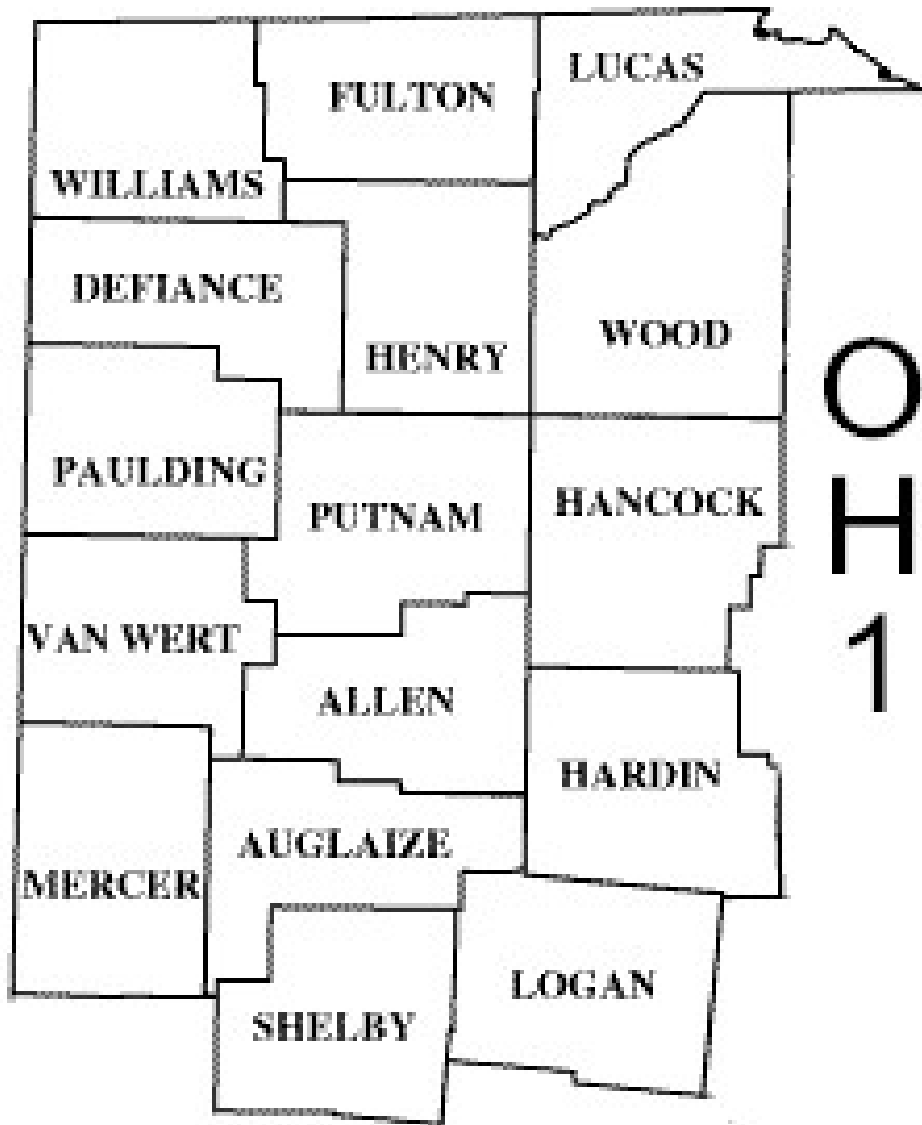 LUCAS
FULTON
WILLIAMS
DEFIANCE
WOOD
HENRY
PAULDING
HANCOCK
PUTNAM
VAN WERT
ALLEN
HARDIN
AUGLAIZE
MERCER
LOGAN
SHELBY
O
H
1